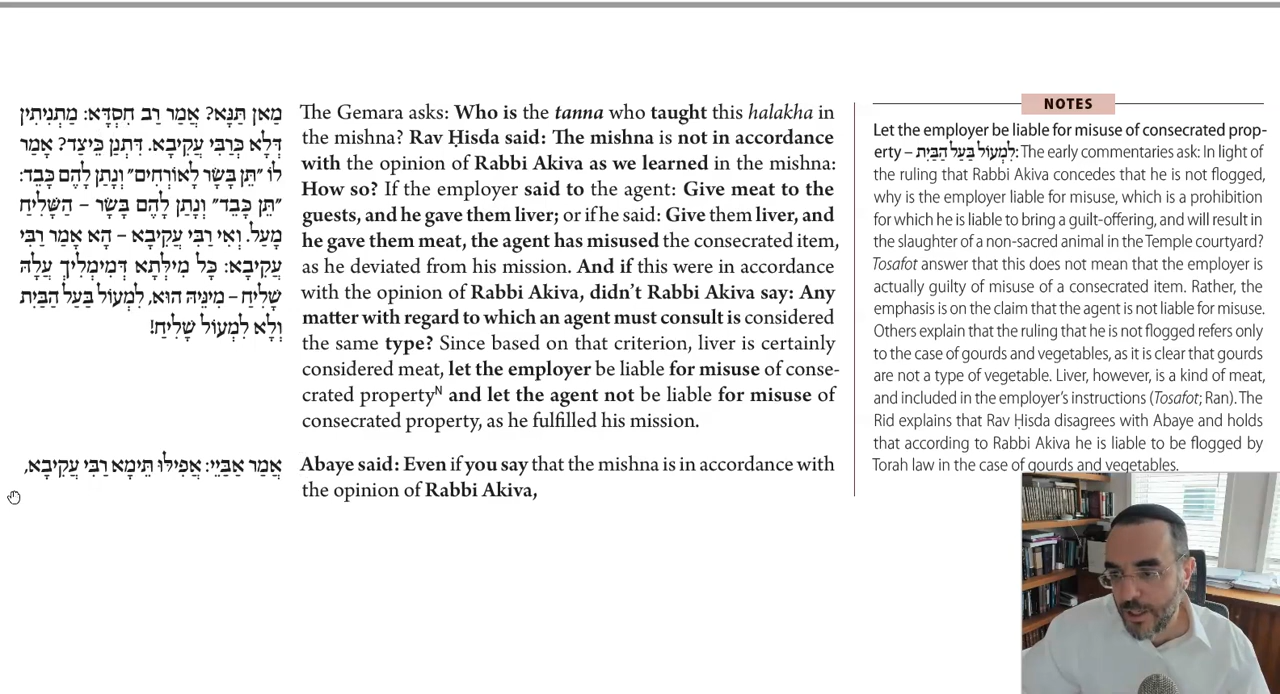 מַאן תַּנָּא? אֲמַר רַב חִסְדָּא: מַתְנִיתִין
דְּלָא כְּרַבִּי עֲקִיבָא. דִּתְנַן כֵּיצַד? אָמַר
לוֹ ״תֵּן בָּשָׂר לָאוֹרְחִים״ וְנָתַן לָהֶם כָּבֵד;
״תֵּן כָּבֵד״ וְנָתַן לָהֶם בָּשָׂר – הַשָּׁלִיחַ
מָעַל. וְאִי רַבִּי עֲקִיבָא – הָא אָמַר רַבִּי
עֲקִיבָא: כָּל מִילְּתָא דְּמִימְלִיךְ עֲלַהּ
שָׁלִיחַ – מִינֵיהּ הוּא, לִמְעוֹל בַּעַל הַבַּיִת
וְלָא לִמְעוֹל שָׁלִיחַ!
אֲמַר אַבַּיֵי: אֲפִילּוּ תֵּימָא רַבִּי עֲקִיבָא,
The Gemara asks: Who is the tanna who taught this halakha in
the mishna? Rav Ḥisda said: The mishna is not in accordance
with the opinion of Rabbi Akiva as we learned in the mishna:
How so? If the employer said to the agent: Give meat to the
guests, and he gave them liver; or if he said: Give them liver, and
he gave them meat, the agent has misused the consecrated item,
as he deviated from his mission. And if this were in accordance
with the opinion of Rabbi Akiva, didn't Rabbi Akiva say: Any
matter with regard to which an agent must consult is considered
the same type? Since based on that criterion, liver is certainly
considered meat, let the employer be liable for misuse of conse-
crated propertyᴺ and let the agent not be liable for misuse of
consecrated property, as he fulfilled his mission.
Abaye said: Even if you say that the mishna is in accordance with
the opinion of Rabbi Akiva,
NOTES
Let the employer be liable for misuse of consecrated prop-
erty – לִמְעוֹל בַּעַל הַבַּיִת: The early commentaries ask: In light of
the ruling that Rabbi Akiva concedes that he is not flogged,
why is the employer liable for misuse, which is a prohibition
for which he is liable to bring a guilt-offering, and will result in
the slaughter of a non-sacred animal in the Temple courtyard?
Tosafot answer that this does not mean that the employer is
actually guilty of misuse of a consecrated item. Rather, the
emphasis is on the claim that the agent is not liable for misuse.
Others explain that the ruling that he is not flogged refers only
to the case of gourds and vegetables, as it is clear that gourds
are not a type of vegetable. Liver, however, is a kind of meat,
and included in the employer's instructions (Tosafot; Ran). The
Rid explains that Rav Ḥisda disagrees with Abaye and holds
that according to Rabbi Akiva he is liable to be flogged by
Torah law in the case of gourds and vegetables.